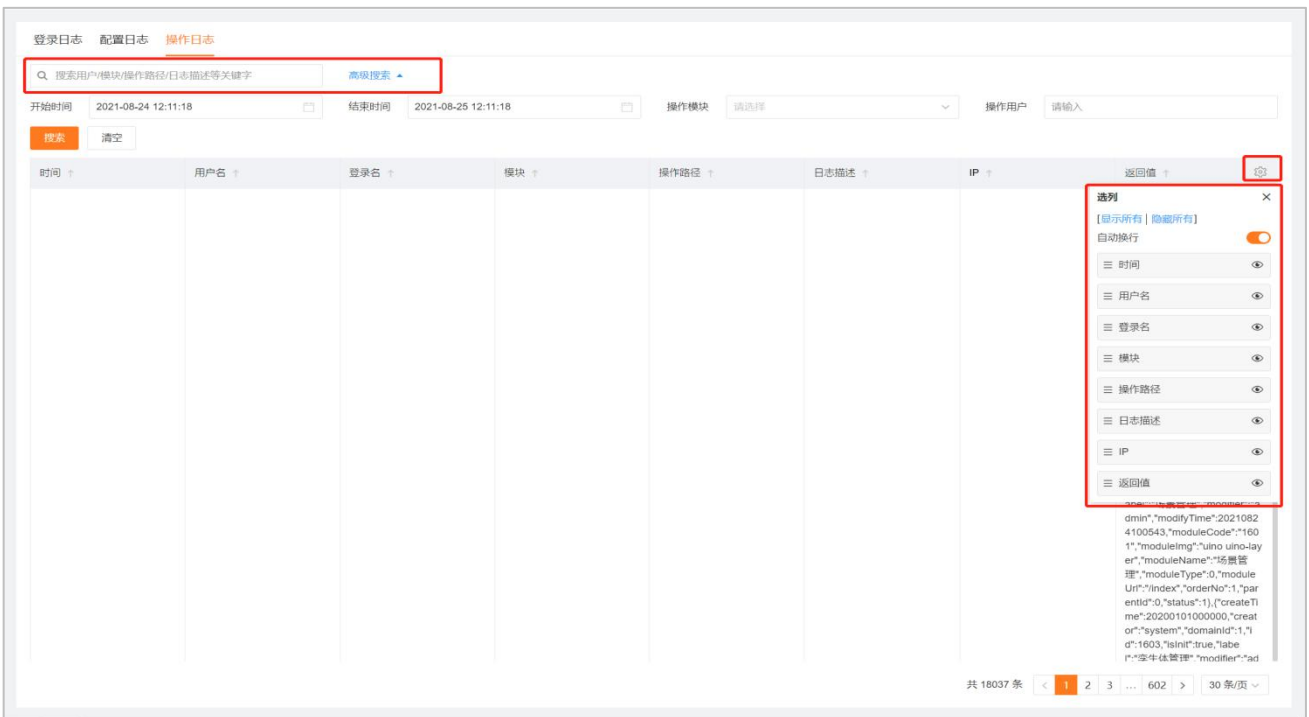 登录日志 配置日志 操作日志
搜索用户/模块/操作路径/日志描述等关键字 高级搜索
开始时间 2021-08-24 12:11:18 结束时间 2021-08-25 12:11:18 操作模块 请选择 操作用户 请输入
搜索 清空
时间 用户名 登录名 模块 操作路径 日志描述 IP 返回值
选列
[显示所有 | 隐藏所有]
自动换行
时间
用户名
登录名
模块
操作路径
日志描述
IP
返回值
dmin","modifyTime":2021082
4100543,"moduleCode":"160
1","moduleImg":"uino uino-lay
er","moduleName":"场景管
理","moduleType":0,"module
Url":"/index","orderNo":1,"par
entId":0,"status":1},{"createTi
me":20200101000000,"creat
or":"system","domainId":1,"i
d":1603,"isInit":true,"labe
l":"孪生体管理","modifier":"ad
共 18037 条 < 1 2 3 ... 602 > 30 条/页